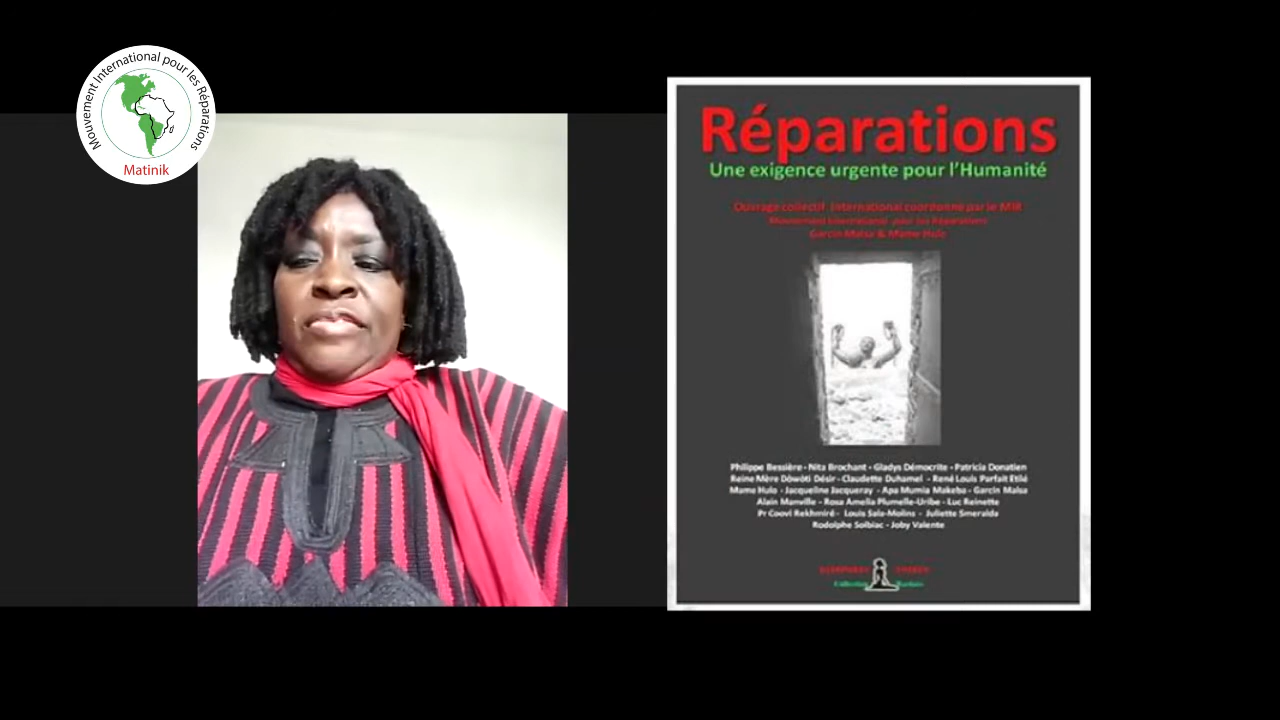 Mouvement International pour les Réparations
Matinik
Réparations
Une exigence urgente pour l'Humanité
Ouvrage collectif International coordonné par le MIR
Mouvement International pour les Réparations
Garcin Malsa & Mame Hulo
Philippe Bessière - Nita Brochant - Gladys Démocrite - Patricia Donatien
Reine Mère Dòwòti Désir - Claudette Duhamel - René Louis Parfait Etilé
Mame Hulo - Jacqueline Jacqueray - Apa Mumia Makeba - Garcin Malsa
Alain Manville - Rosa Amelia Plumelle-Uribe - Luc Reinette
Pr Coovi Rekhmiré - Louis Sala-Molins - Juliette Smeralda
Rodolphe Solbiac - Joby Valente
Collection